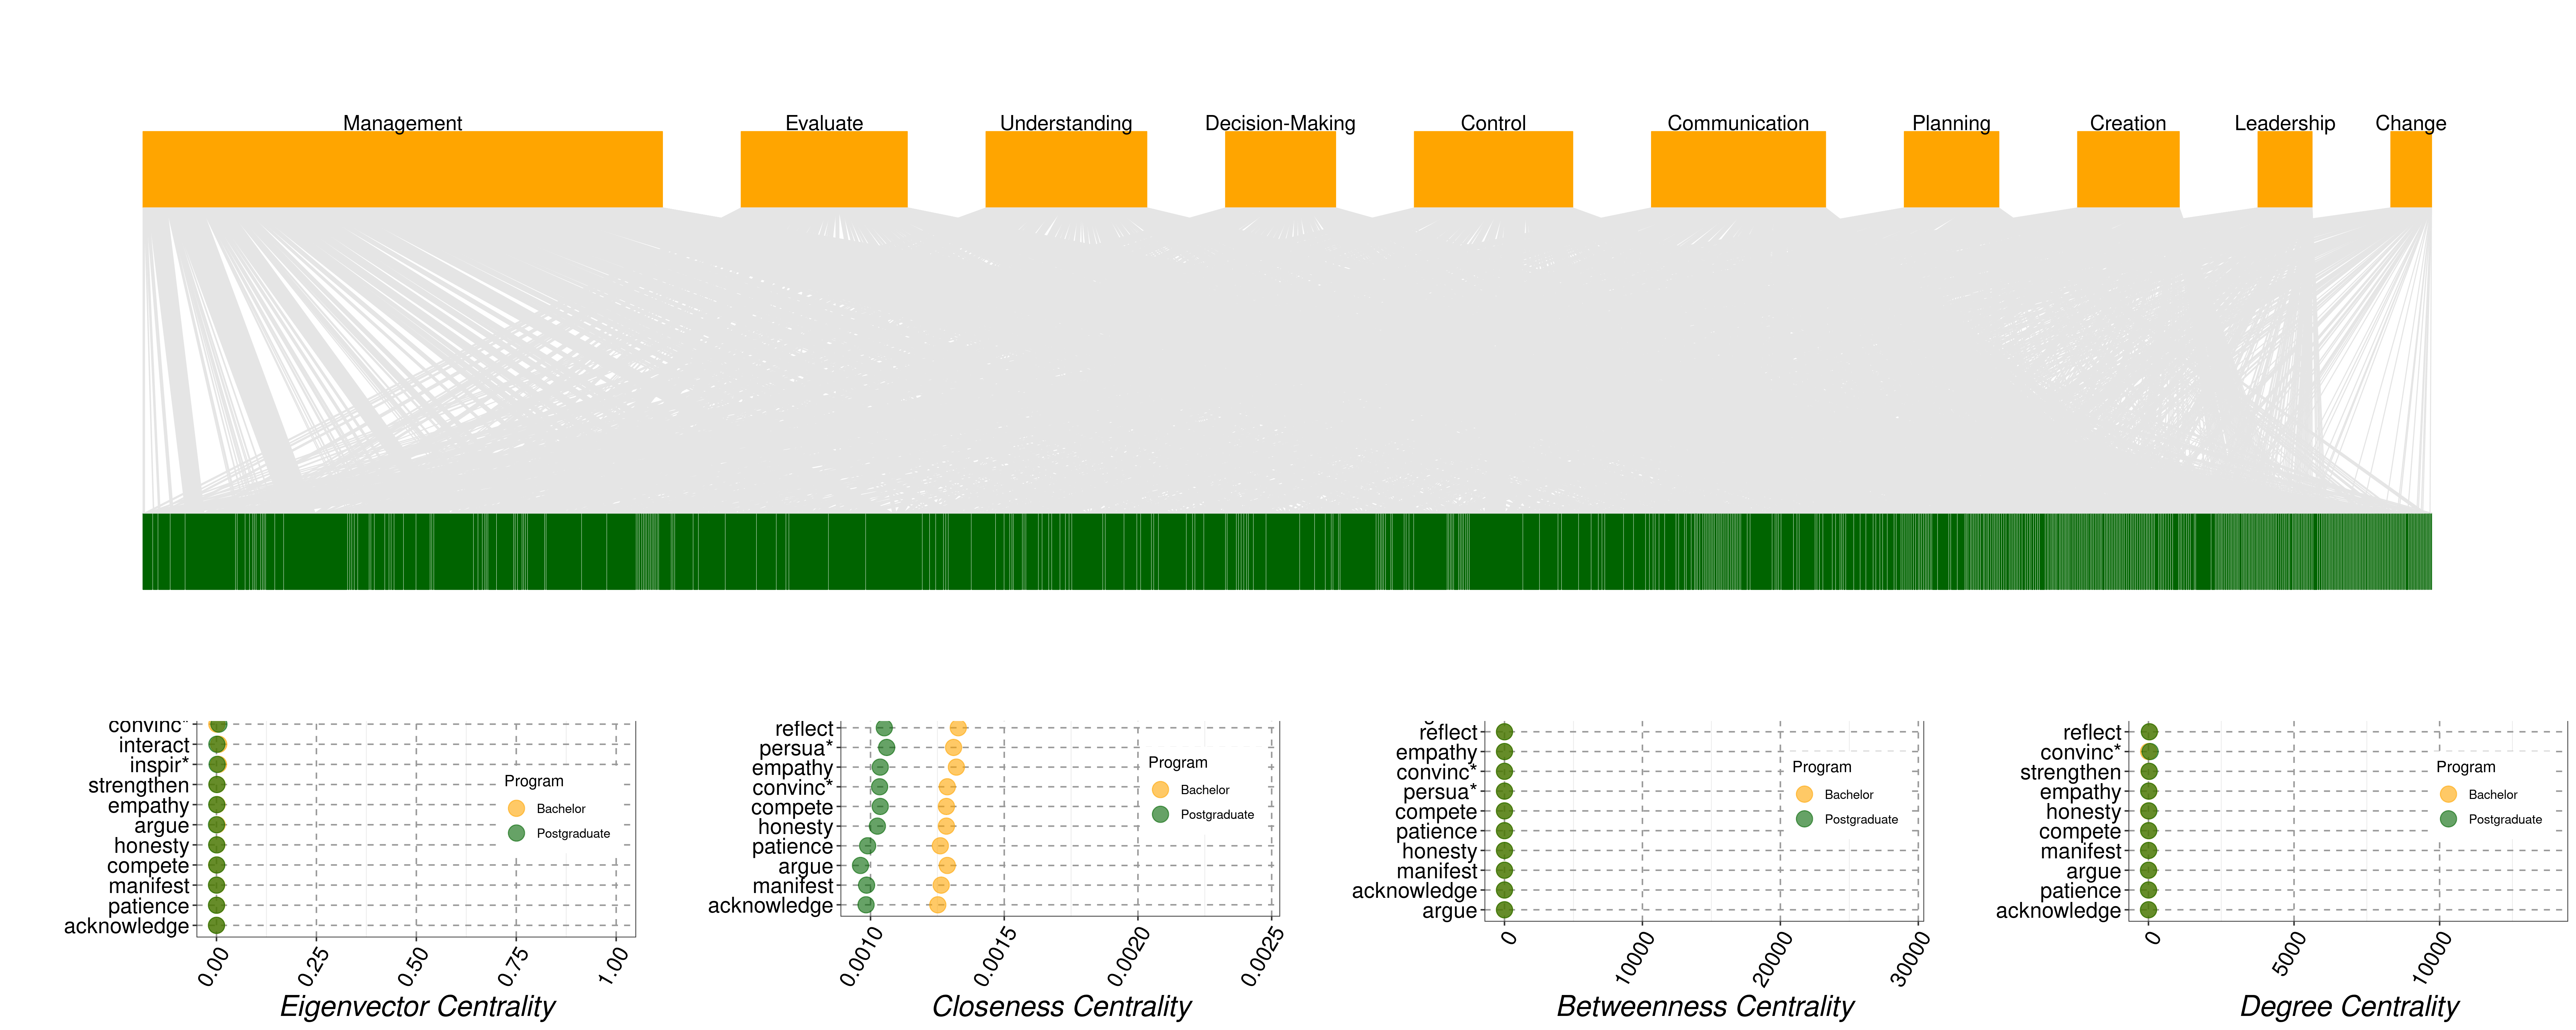 Management Evaluate Understanding Decision-Making Control Communication Planning Creation Leadership Change
convinc*
interact
inspir*
strengthen
empathy
argue
honesty
compete
manifest
patience
acknowledge
Program
Bachelor
Postgraduate
0.00 0.25 0.50 0.75 1.00
Eigenvector Centrality
reflect
persua*
empathy
convinc*
compete
honesty
patience
argue
manifest
acknowledge
Program
Bachelor
Postgraduate
0.0010 0.0015 0.0020 0.0025
Closeness Centrality
reflect
empathy
convinc*
persua*
compete
patience
honesty
manifest
acknowledge
argue
Program
Bachelor
Postgraduate
0 10000 20000 30000
Betweenness Centrality
reflect
convinc*
strengthen
empathy
honesty
compete
manifest
argue
patience
acknowledge
Program
Bachelor
Postgraduate
0 5000 10000
Degree Centrality